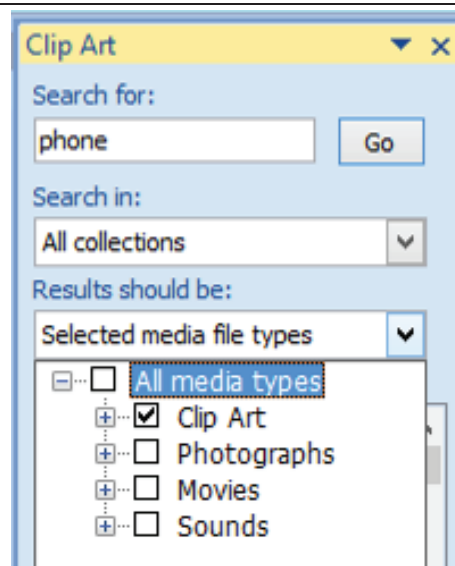 Clip Art
Search for:
phone Go
Search in:
All collections
Results should be:
Selected media file types
All media types
Clip Art
Photographs
Movies
Sounds